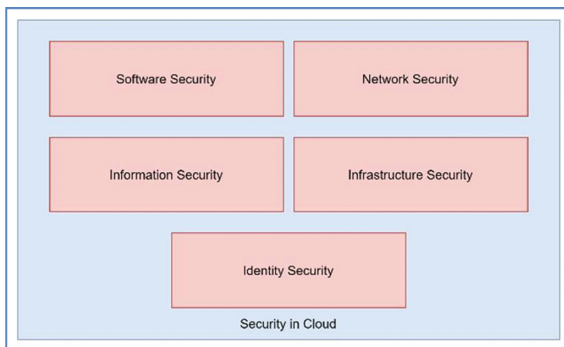 Software Security
Network Security
Information Security
Infrastructure Security
Identity Security
Security in Cloud